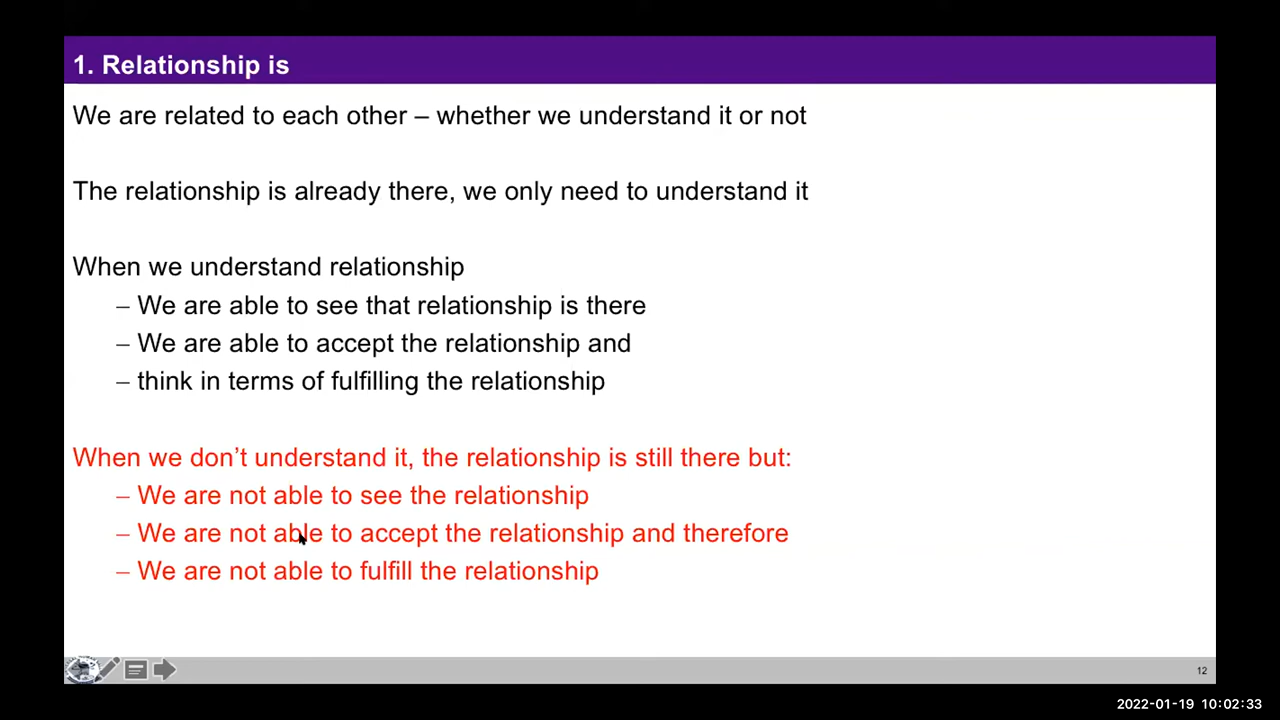 1. Relationship is
We are related to each other – whether we understand it or not
The relationship is already there, we only need to understand it
When we understand relationship
– We are able to see that relationship is there
– We are able to accept the relationship and
– think in terms of fulfilling the relationship
When we don’t understand it, the relationship is still there but:
– We are not able to see the relationship
– We are not able to accept the relationship and therefore
– We are not able to fulfill the relationship
12
2022-01-19 10:02:33